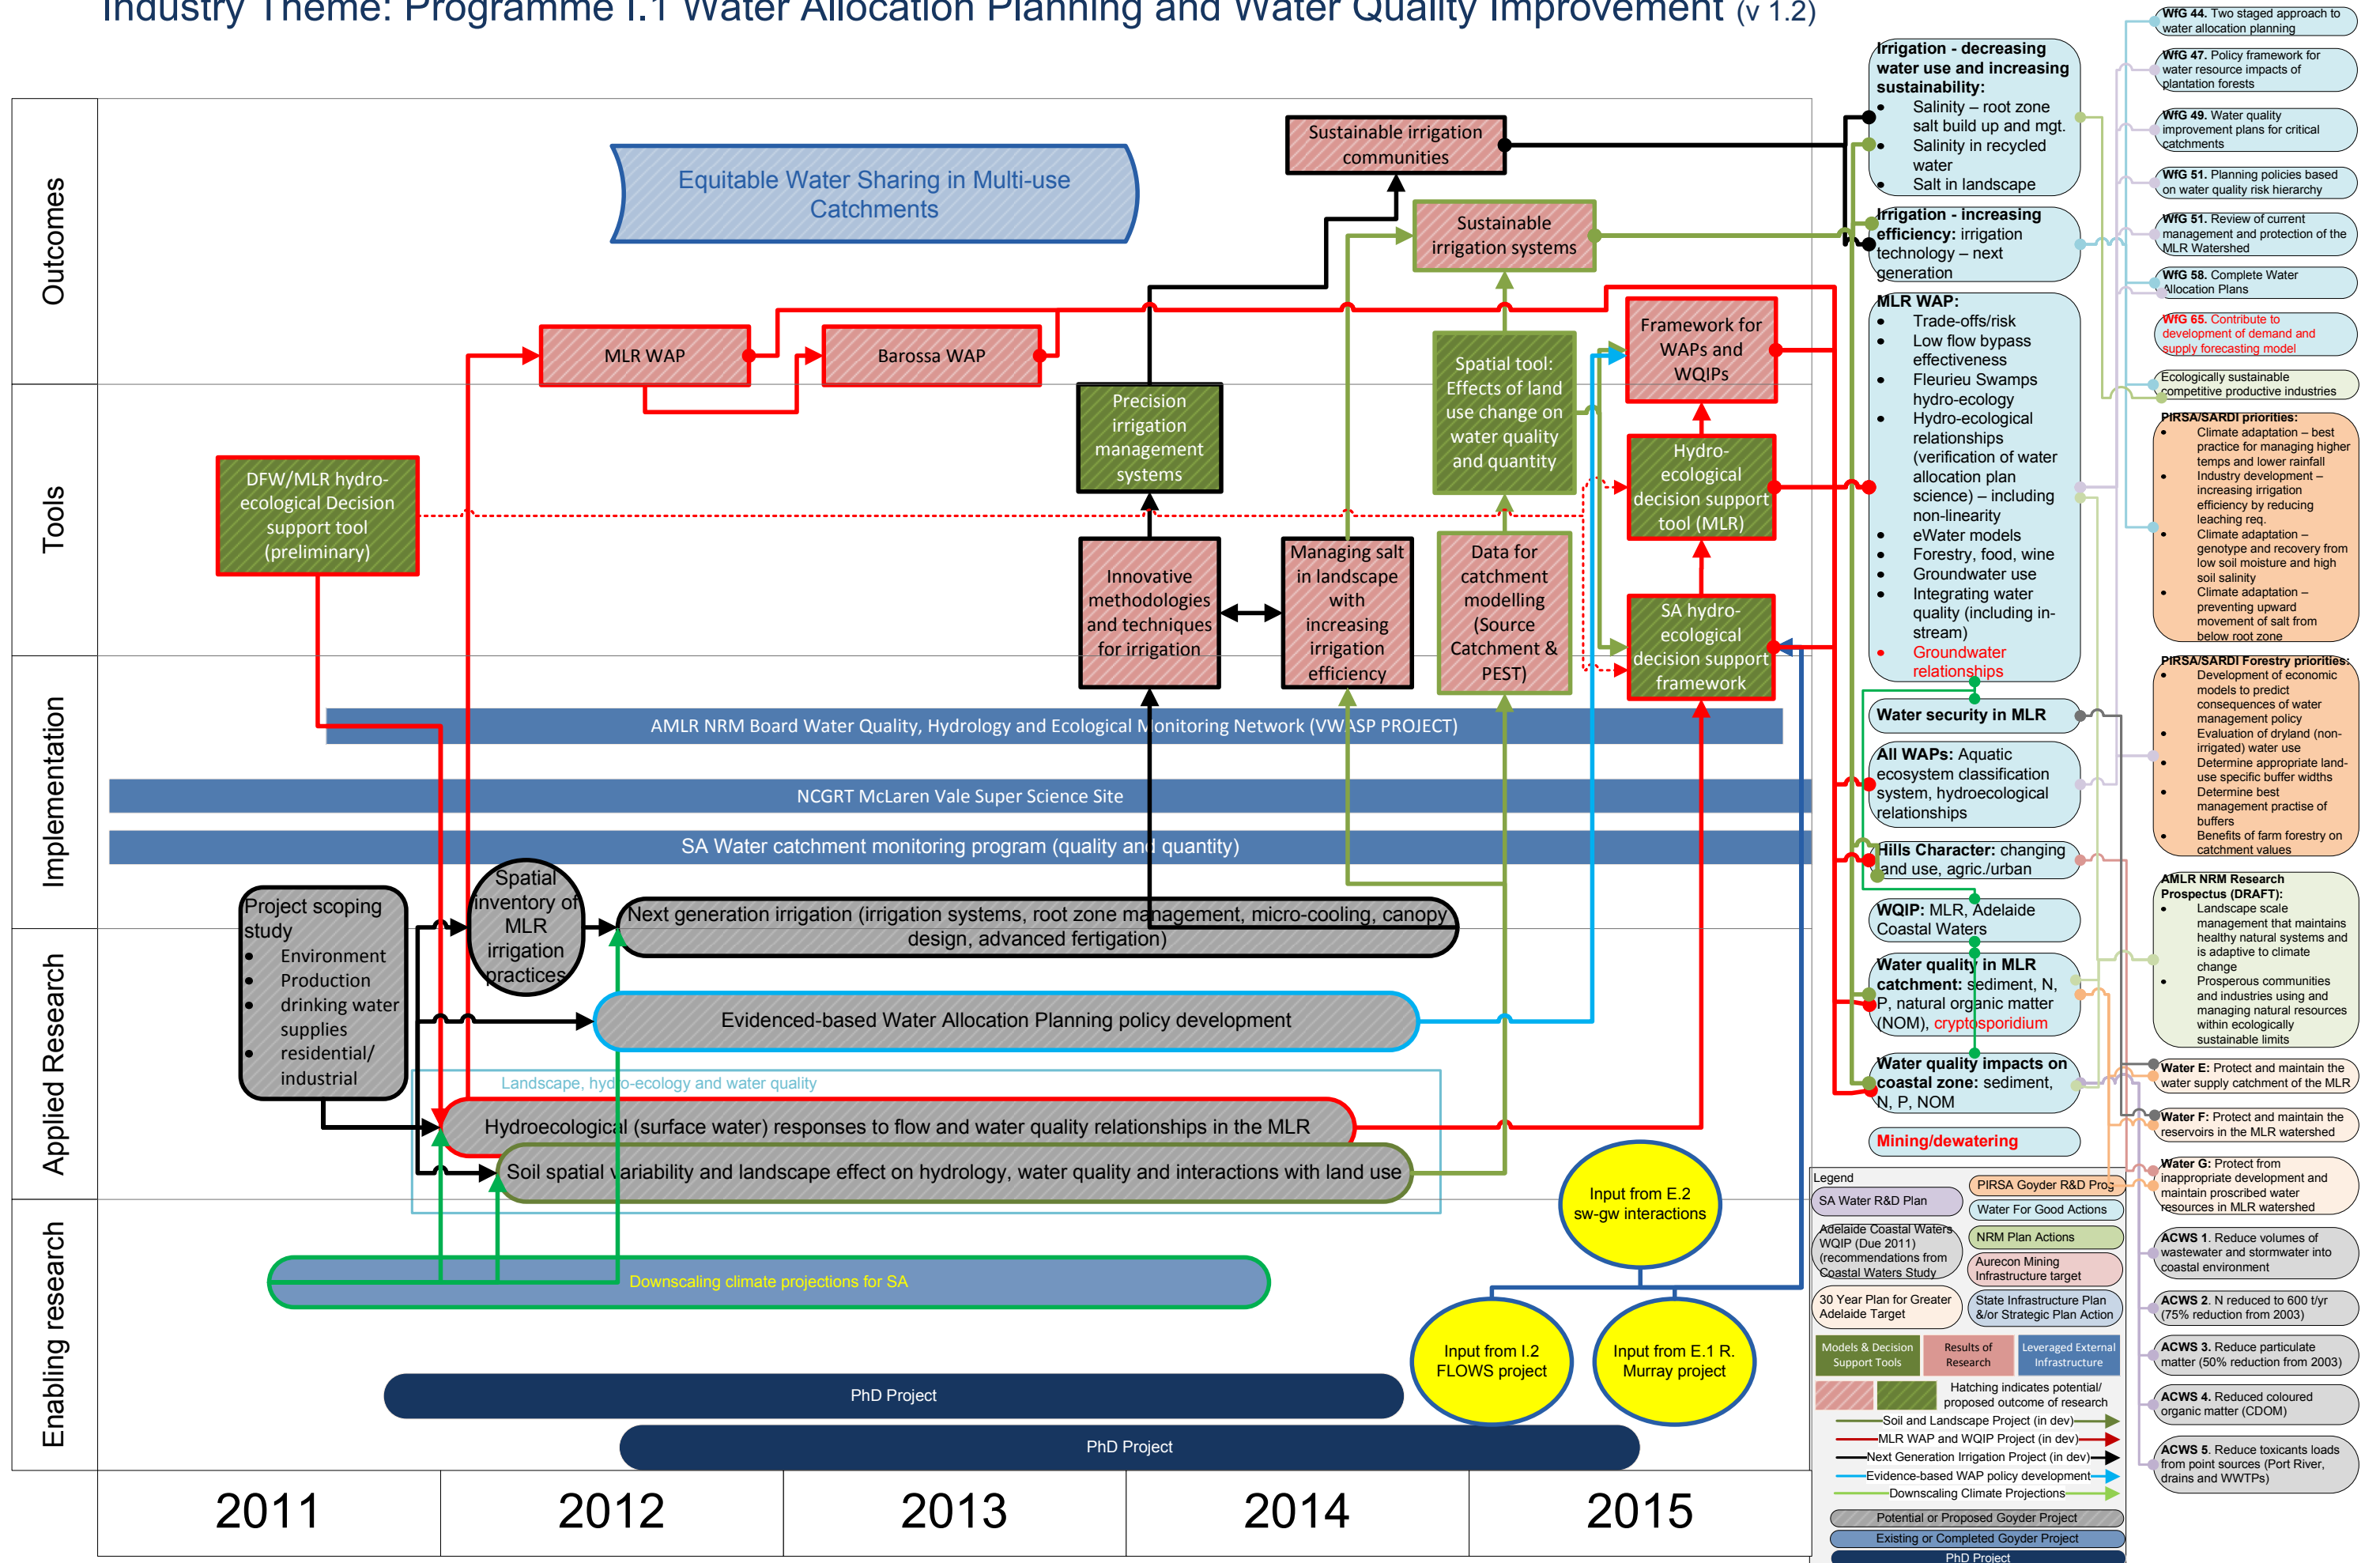 Industry Theme: Programme I.1 Water Allocation Planning and Water Quality Improvement (v 1.2)
Outcomes
Tools
Implementation
Applied Research
Enabling research
Equitable Water Sharing in Multi-use
Catchments
Sustainable irrigation
communities
Sustainable
irrigation systems
MLR WAP
Barossa WAP
Framework for
WAPs and
WQIPs
Spatial tool:
Effects of land
use change on
water quality
and quantity
Precision
irrigation
management
systems
DFW/MLR hydro-
ecological Decision
support tool
(preliminary)
Hydro-
ecological
decision support
tool (MLR)
Innovative
methodologies
and techniques
for irrigation
Managing salt
in landscape
with
increasing
irrigation
efficiency
Data for
catchment
modelling
(Source
Catchment &
PEST)
SA hydro-
ecological
decision support
framework
AMLR NRM Board Water Quality, Hydrology and Ecological Monitoring Network (VWASP PROJECT)
NCGRT McLaren Vale Super Science Site
SA Water catchment monitoring program (quality and quantity)
Project scoping
study
• Environment
• Production
• drinking water
supplies
• residential/
industrial
Spatial
inventory of
MLR
irrigation
practices
Next generation irrigation (irrigation systems, root zone management, micro-cooling, canopy
design, advanced fertigation)
Evidenced-based Water Allocation Planning policy development
Landscape, hydro-ecology and water quality
Hydroecological (surface water) responses to flow and water quality relationships in the MLR
Soil spatial variability and landscape effect on hydrology, water quality and interactions with land use
Downscaling climate projections for SA
Input from E.2
sw-gw interactions
Input from I.2
FLOWS project
Input from E.1 R.
Murray project
PhD Project
PhD Project
2011
2012
2013
2014
2015
Irrigation - decreasing
water use and increasing
sustainability:
• Salinity – root zone
salt build up and mgt.
• Salinity in recycled
water
• Salt in landscape
Irrigation - increasing
efficiency: irrigation
technology – next
generation
MLR WAP:
• Trade-offs/risk
• Low flow bypass
effectiveness
• Fleurieu Swamps
hydro-ecology
• Hydro-ecological
relationships
(verification of water
allocation plan
science) – including
non-linearity
• eWater models
• Forestry, food, wine
• Groundwater use
• Integrating water
quality (including in-
stream)
• Groundwater
relationships
Water security in MLR
All WAPs: Aquatic
ecosystem classification
system, hydroecological
relationships
Hills Character: changing
land use, agric./urban
WQIP: MLR, Adelaide
Coastal Waters
Water quality in MLR
catchment: sediment, N,
P, natural organic matter
(NOM), cryptosporidium
Water quality impacts on
coastal zone: sediment,
N, P, NOM
Mining/dewatering
WfG 44. Two staged approach to
water allocation planning
WfG 47. Policy framework for
water resource impacts of
plantation forests
WfG 49. Water quality
improvement plans for critical
catchments
WfG 51. Planning policies based
on water quality risk hierarchy
WfG 51. Review of current
management and protection of the
MLR Watershed
WfG 58. Complete Water
Allocation Plans
WfG 65. Contribute to
development of demand and
supply forecasting model
Ecologically sustainable
competitive productive industries
PIRSA/SARDI priorities:
• Climate adaptation – best
practice for managing higher
temps and lower rainfall
• Industry development –
increasing irrigation
efficiency by reducing
leaching req.
• Climate adaptation –
genotype and recovery from
low soil moisture and high
soil salinity
• Climate adaptation –
preventing upward
movement of salt from
below root zone
PIRSA/SARDI Forestry priorities:
• Development of economic
models to predict
consequences of water
management policy
• Evaluation of dryland (non-
irrigated) water use
• Determine appropriate land-
use specific buffer widths
• Determine best
management practise of
buffers
• Benefits of farm forestry on
catchment values
AMLR NRM Research
Prospectus (DRAFT):
• Landscape scale
management that maintains
healthy natural systems and
is adaptive to climate
change
• Prosperous communities
and industries using and
managing natural resources
within ecologically
sustainable limits
Water E: Protect and maintain the
water supply catchment of the MLR
Water F: Protect and maintain the
reservoirs in the MLR watershed
Water G: Protect from
inappropriate development and
maintain proscribed water
resources in MLR watershed
ACWS 1. Reduce volumes of
wastewater and stormwater into
coastal environment
ACWS 2. N reduced to 600 t/yr
(75% reduction from 2003)
ACWS 3. Reduce particulate
matter (50% reduction from 2003)
ACWS 4. Reduced coloured
organic matter (CDOM)
ACWS 5. Reduce toxicants loads
from point sources (Port River,
drains and WWTPs)
Legend
SA Water R&D Plan
PIRSA Goyder R&D Prog
Water For Good Actions
Adelaide Coastal Waters
WQIP (Due 2011)
(recommendations from
Coastal Waters Study
NRM Plan Actions
Aurecon Mining
Infrastructure target
30 Year Plan for Greater
Adelaide Target
State Infrastructure Plan
&/or Strategic Plan Action
Models & Decision
Support Tools
Results of
Research
Leveraged External
Infrastructure
Hatching indicates potential/
proposed outcome of research
Soil and Landscape Project (in dev)
MLR WAP and WQIP Project (in dev)
Next Generation Irrigation Project (in dev)
Evidence-based WAP policy development
Downscaling Climate Projections
Potential or Proposed Goyder Project
Existing or Completed Goyder Project
PhD Project